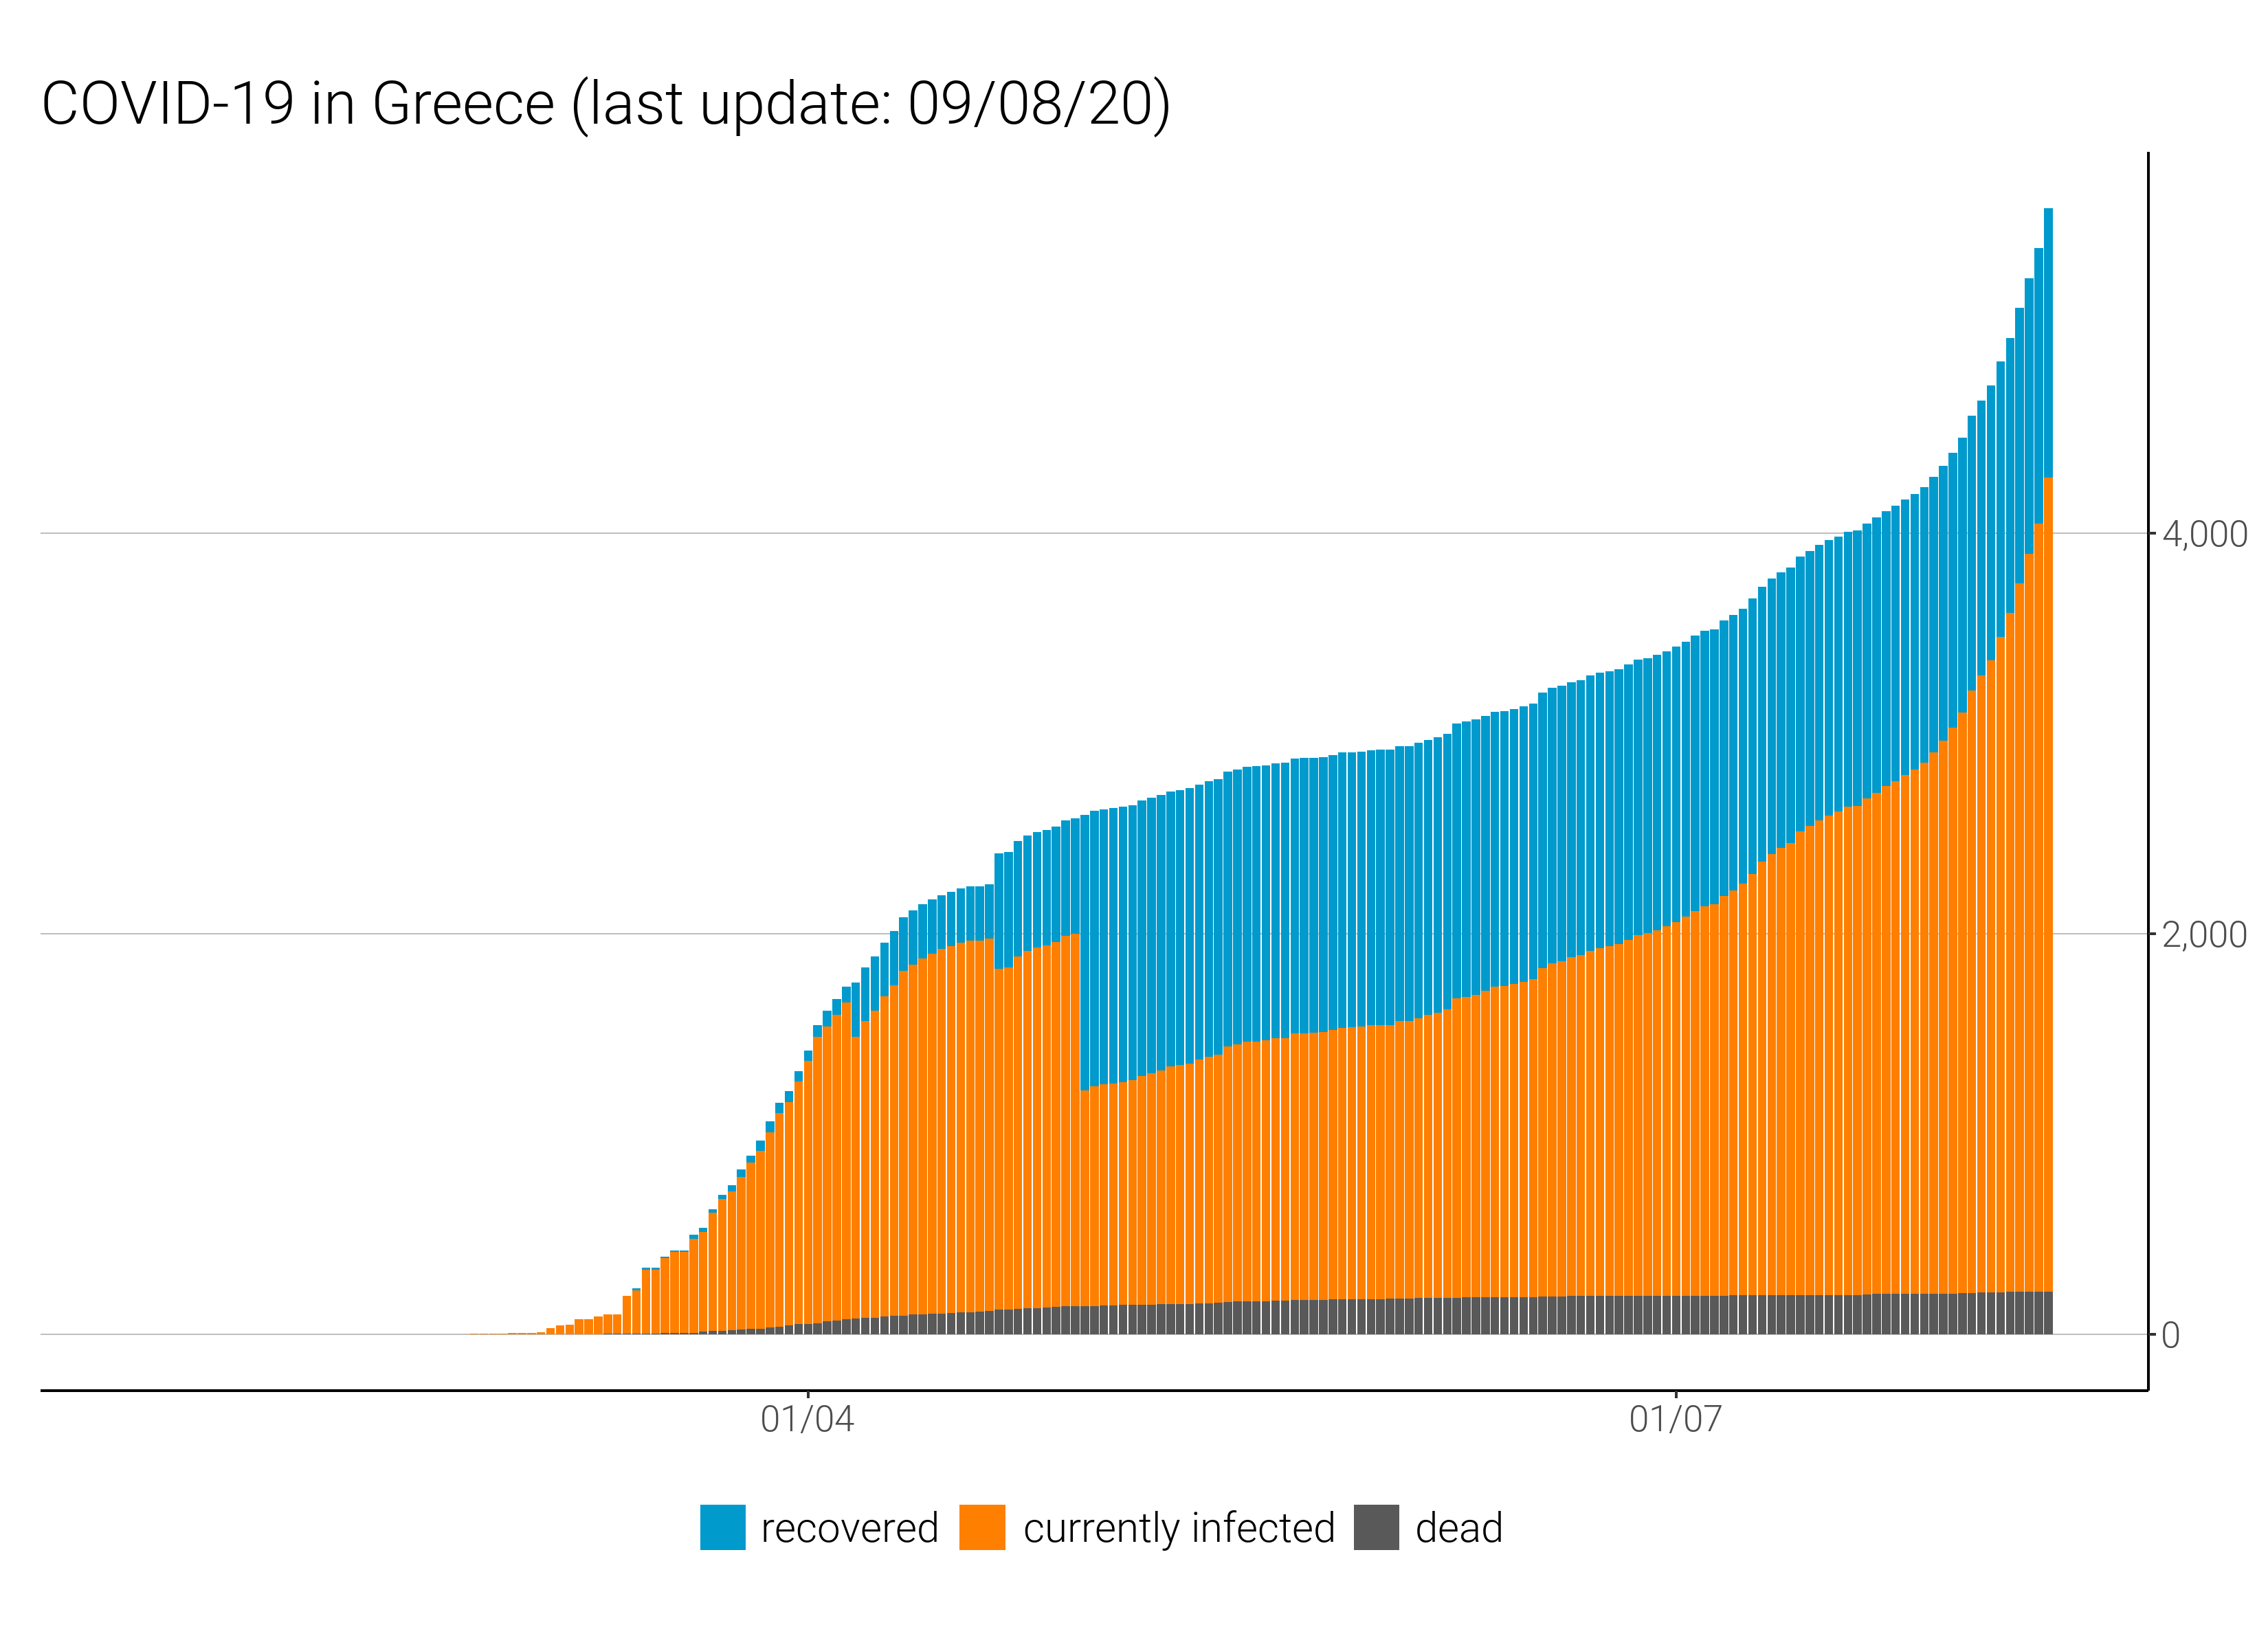 COVID-19 in Greece (last update: 09/08/20)
4,000
2,000
0
01/04 01/07
recovered currently infected dead